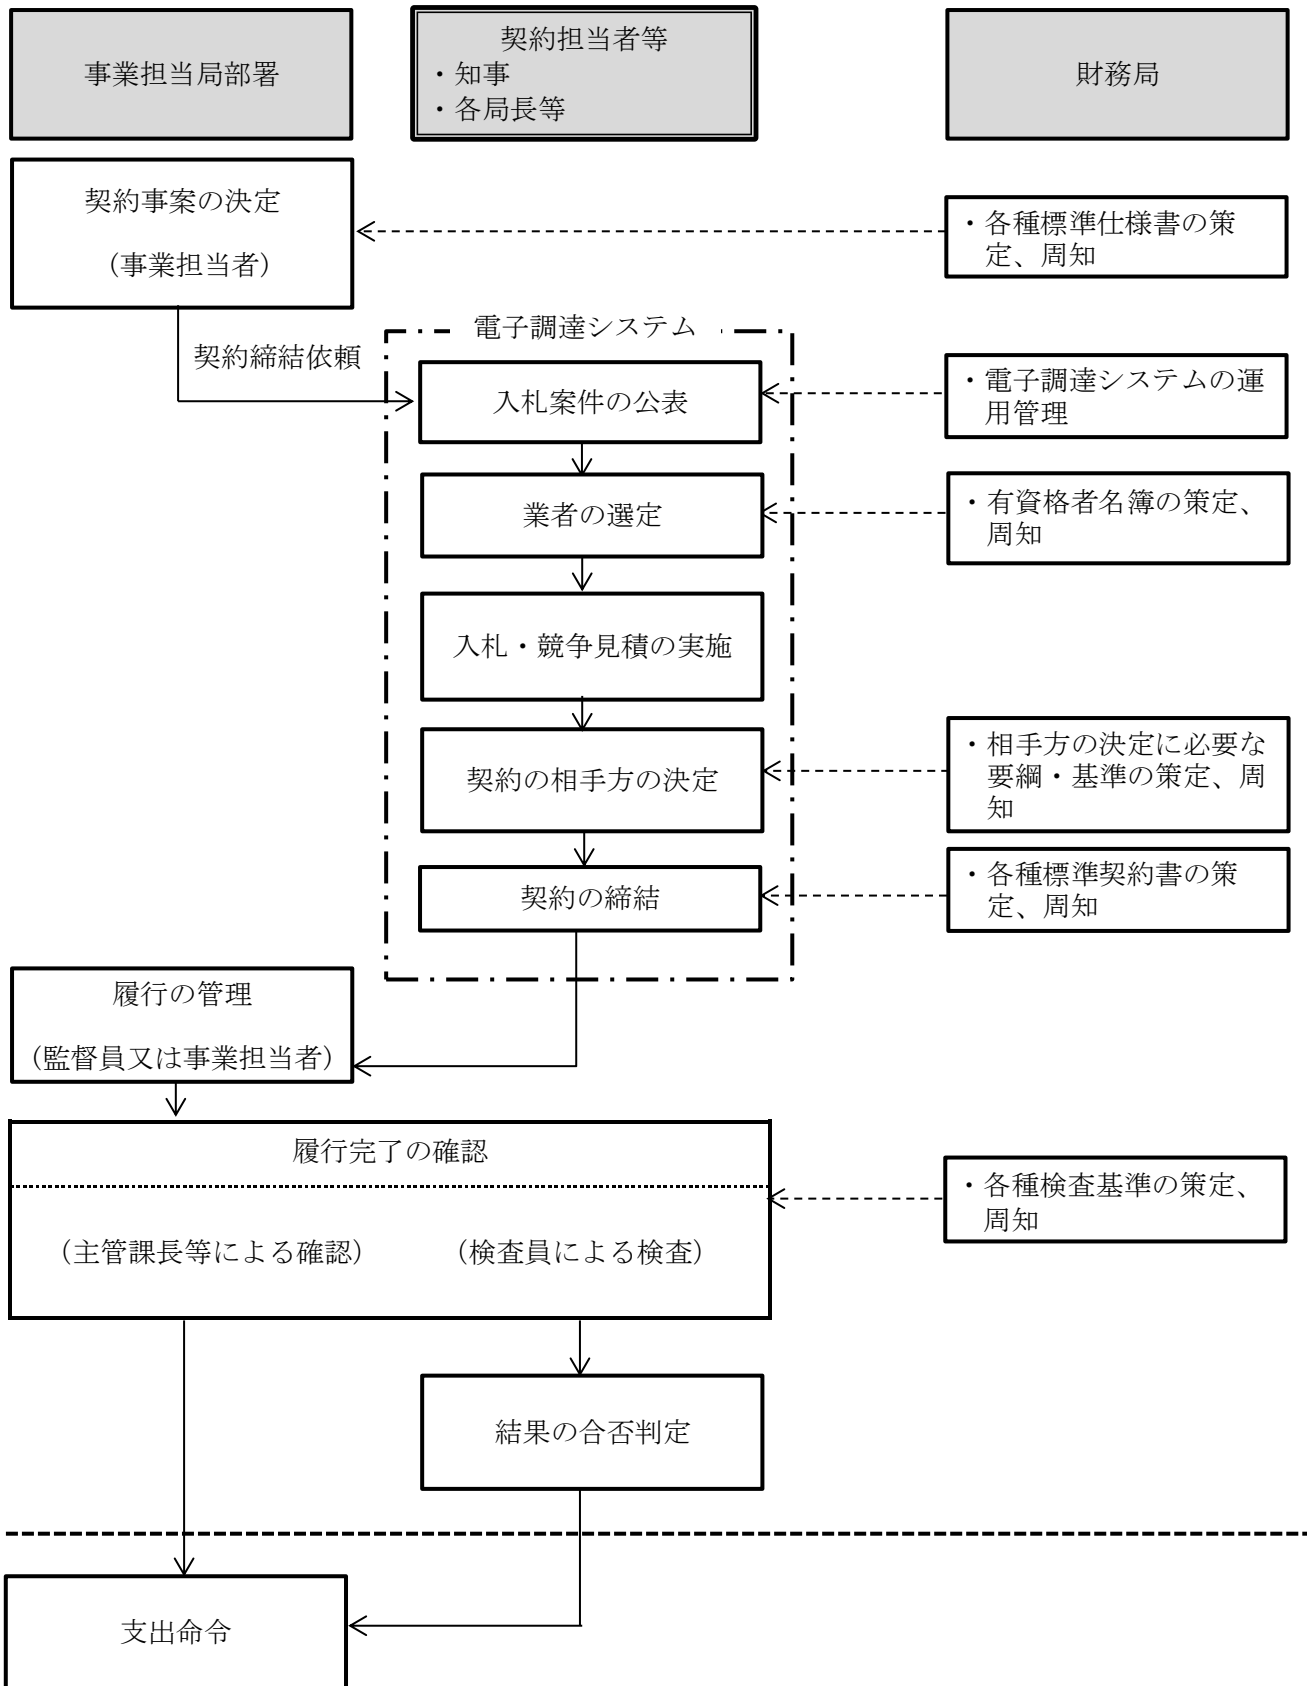 事業担当局部署
契約担当者等
・知事
・各局長等
財務局
契約事案の決定
（事業担当者）
・各種標準仕様書の策
定、周知
契約締結依頼
電子調達システム
入札案件の公表
・電子調達システムの運
用管理
業者の選定
・有資格者名簿の策定、
周知
入札・競争見積の実施
契約の相手方の決定
・相手方の決定に必要な
要綱・基準の策定、周
知
契約の締結
・各種標準契約書の策
定、周知
履行の管理
（監督員又は事業担当者）
履行完了の確認
（主管課長等による確認）
（検査員による検査）
・各種検査基準の策定、
周知
結果の合否判定
支出命令